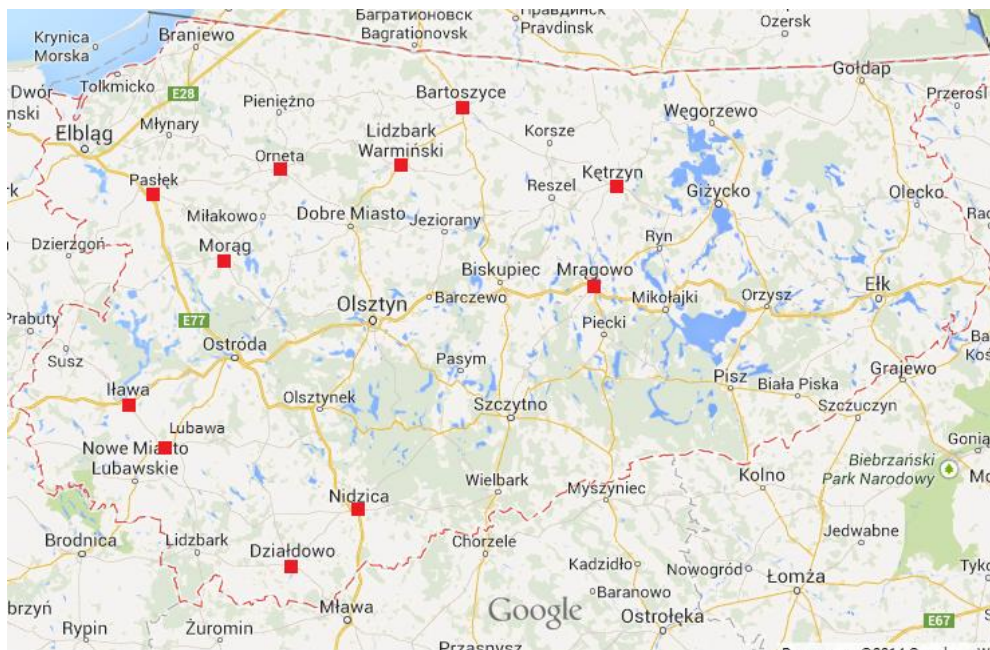 Багратионовск
Bagrationovsk
Правдинск
Pravdinsk
Ozersk
Krynica
Morska
Braniewo
Tolkmicko
Gołdap
Dwór
nski
E28
Pieniężno
Bartoszyce
Przerośl
Elbląg
Młynary
Lidzbark
Warmiński
Korsze
Węgorzewo
Orneta
Pasłęk
Reszel
Kętrzyn
Giżycko
Olecko
Miłakowo
Dobre Miasto
Jeziorany
Dzierzgoń
Morąg
Ryn
Biskupiec
Mrągowo
Ełk
Barczewo
Mikołajki
Orzysz
Olsztyn
Prabuty
E77
Piecki
Ostróda
Susz
Pasym
Grajewo
Pisz
Biała Piska
Iława
Olsztynek
Szczytno
Szczuczyn
Lubawa
Nowe Miasto
Lubawskie
Biebrzański
Park Narodowy
Kolno
Wielbark
Nidzica
Myszyniec
Jedwabne
Brodnica
Lidzbark
Działdowo
Chorzele
Kadzidło
Nowogród
Łomża
Baranowo
Google
Mława
Ostrołęka
E67
Rypin
Żuromin